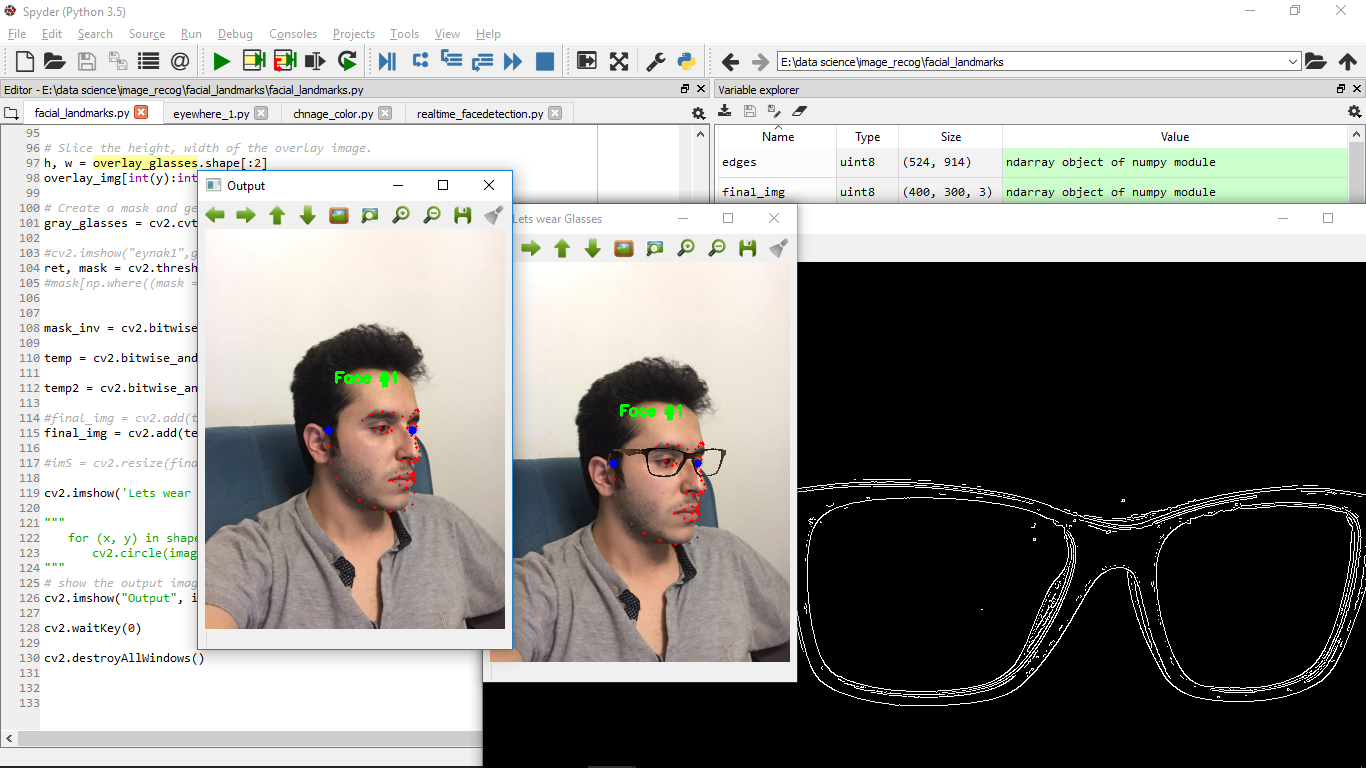 Spyder (Python 3.5)
File Edit Search Source Run Debug Consoles Projects Tools View Help
E:\data science\image_recog\facial_landmarks
Editor - E:\data science\image_recog\facial_landmarks\facial_landmarks.py
Variable explorer
facial_landmarks.py eyewhere_1.py chnage_color.py realtime_facedetection.py
Name Type Size Value
edges uint8 (524, 914) ndarray object of numpy module
final_img uint8 (400, 300, 3) ndarray object of numpy module
95
96 # Slice the height, width of the overlay image.
97 h, w = overlay_glasses.shape[:2]
98 overlay_img[int(y):int
99
100 # Create a mask and ge
101 gray_glasses = cv2.cvt
102
103 #cv2.imshow("eynak1",g
104 ret, mask = cv2.thresh
105 #mask[np.where((mask =
106
107
108 mask_inv = cv2.bitwise
109
110 temp = cv2.bitwise_and
111
112 temp2 = cv2.bitwise_an
113
114 #final_img = cv2.add(t
115 final_img = cv2.add(te
116
117 #imS = cv2.resize(fina
118
119 cv2.imshow('Lets wear
120
121 """
122 for (x, y) in shape
123 cv2.circle(imag
124 """
125 # show the output imag
126 cv2.imshow("Output", i
127
128 cv2.waitKey(0)
129
130 cv2.destroyAllWindows()
131
132
133
Output
Face #1
Lets wear Glasses
Face #1